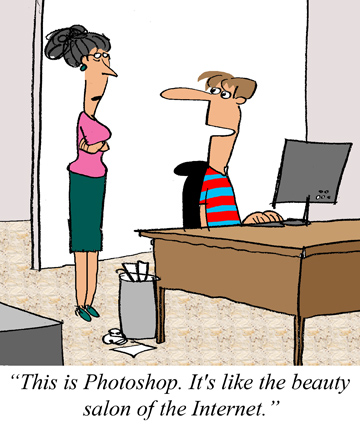 “This is Photoshop. It's like the beauty
salon of the Internet.”